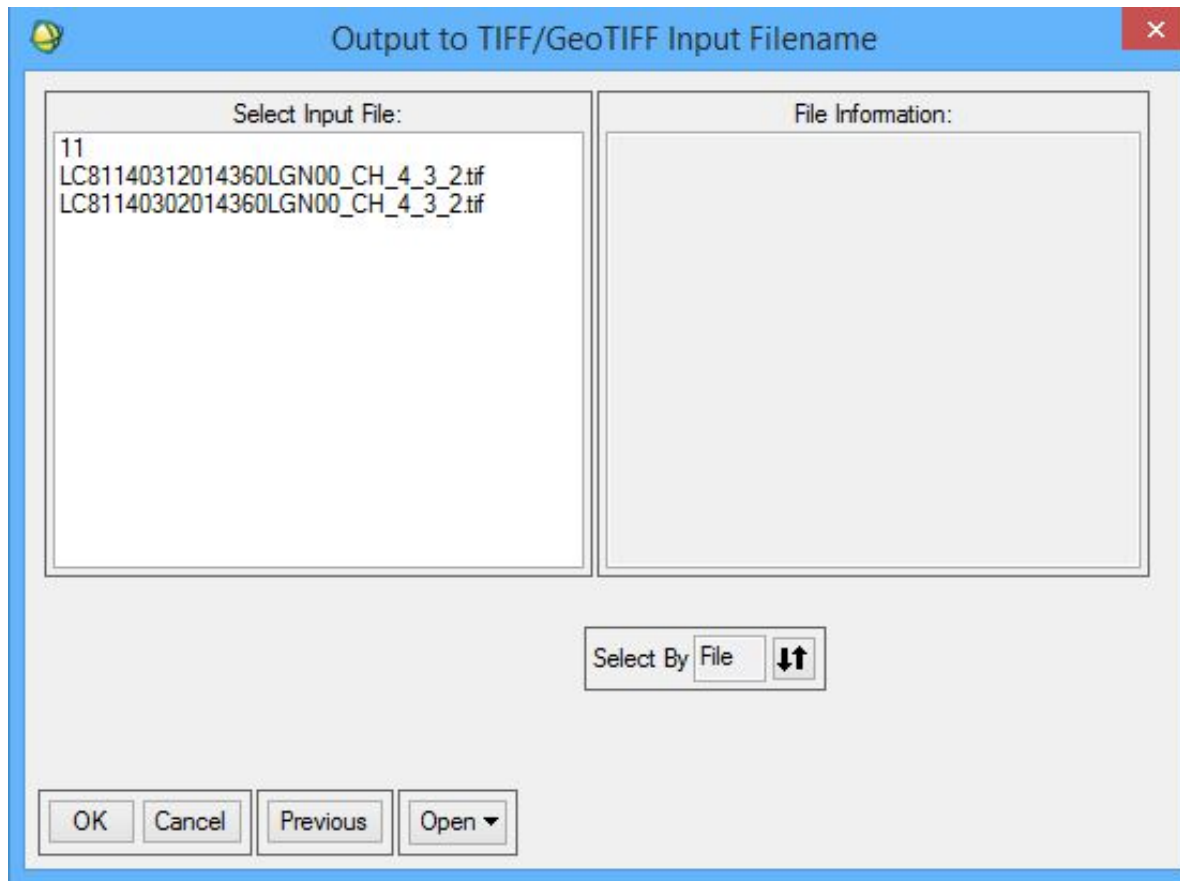 Output to TIFF/GeoTIFF Input Filename
Select Input File:
File Information:
11
LC81140312014360LGN00_CH_4_3_2.tif
LC81140302014360LGN00_CH_4_3_2.tif
Select By File
OK Cancel Previous Open